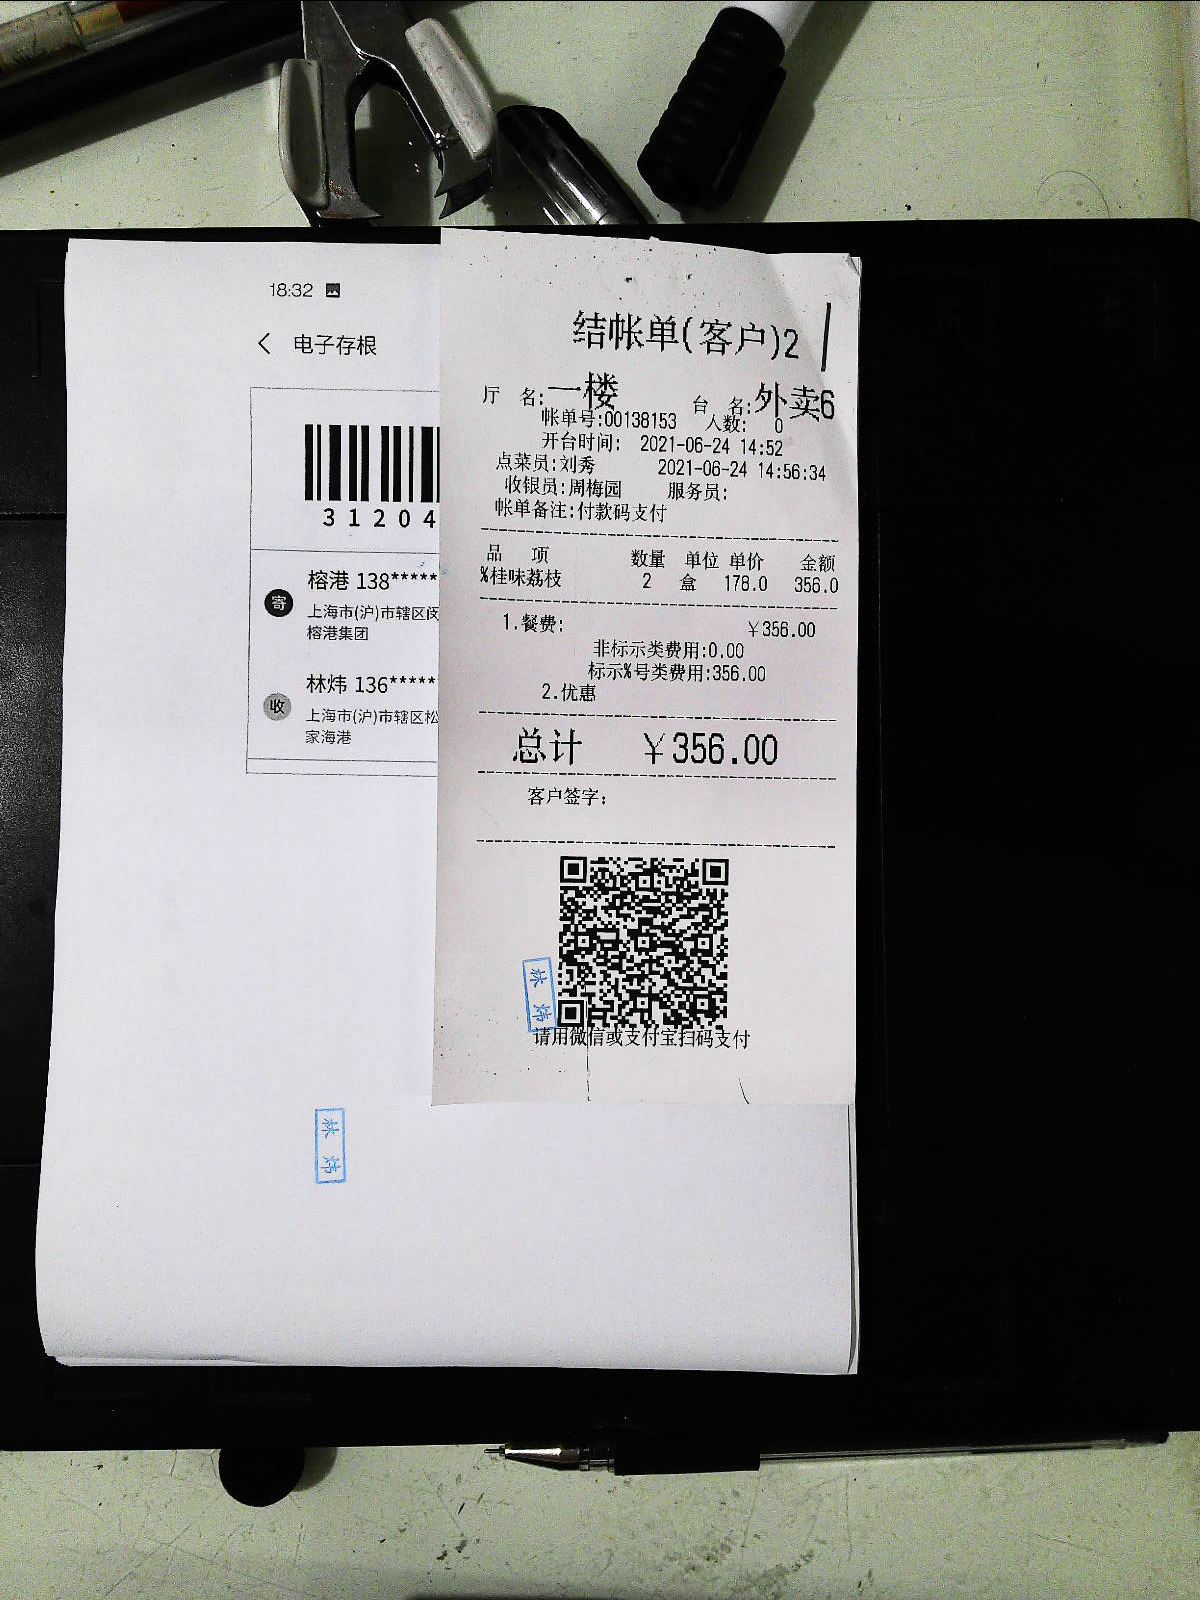 18:32
电子存根
31204
寄
榕港 138*****
上海市(沪)市辖区闵
榕港集团
收
林炜 136*****
上海市(沪)市辖区松
家海港
林炜
结帐单(客户)2
厅 名:一楼 台 名:外卖6
帐单号:00138153 人数: 0
开台时间: 2021-06-24 14:52
点菜员:刘秀 2021-06-24 14:56:34
收银员:周梅园 服务员:
帐单备注:付款码支付
品 项 数量 单位 单价 金额
%桂味荔枝 2 盒 178.0 356.0
1.餐费: ￥356.00
非标示类费用:0.00
标示%号类费用:356.00
2.优惠
总计 ￥356.00
客户签字:
林炜
请用微信或支付宝扫码支付